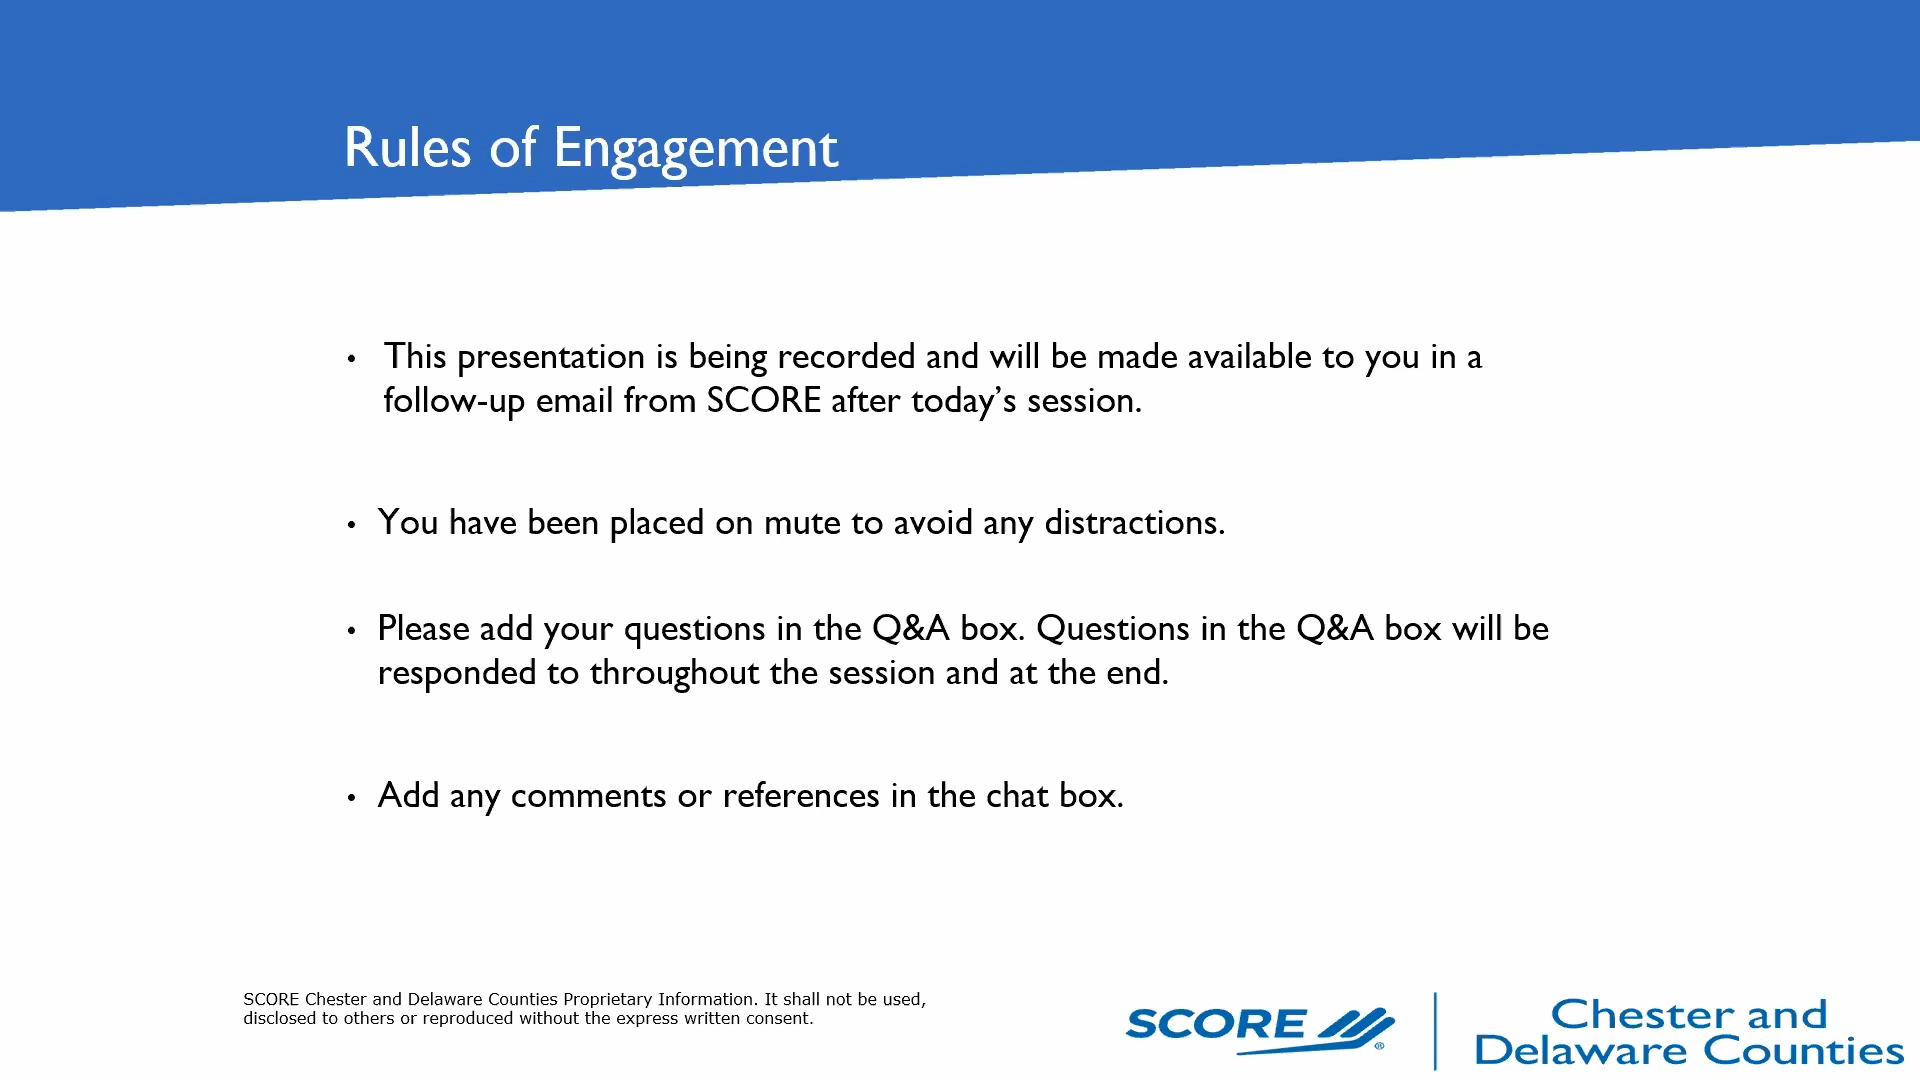 Rules of Engagement
• This presentation is being recorded and will be made available to you in a
follow-up email from SCORE after today’s session.
• You have been placed on mute to avoid any distractions.
• Please add your questions in the Q&A box. Questions in the Q&A box will be
responded to throughout the session and at the end.
• Add any comments or references in the chat box.
SCORE Chester and Delaware Counties Proprietary Information. It shall not be used,
disclosed to others or reproduced without the express written consent.
SCORE ®
Chester and
Delaware Counties